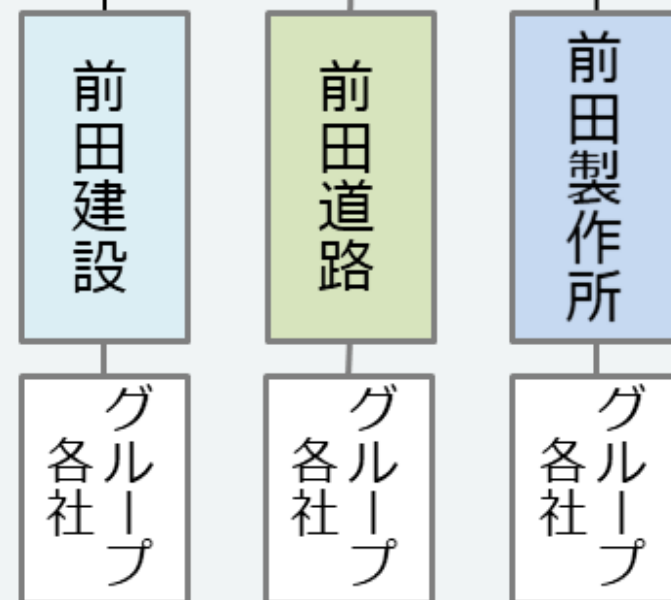 前田建設
前田道路
前田製作所
グループ
各社
グループ
各社
グループ
各社